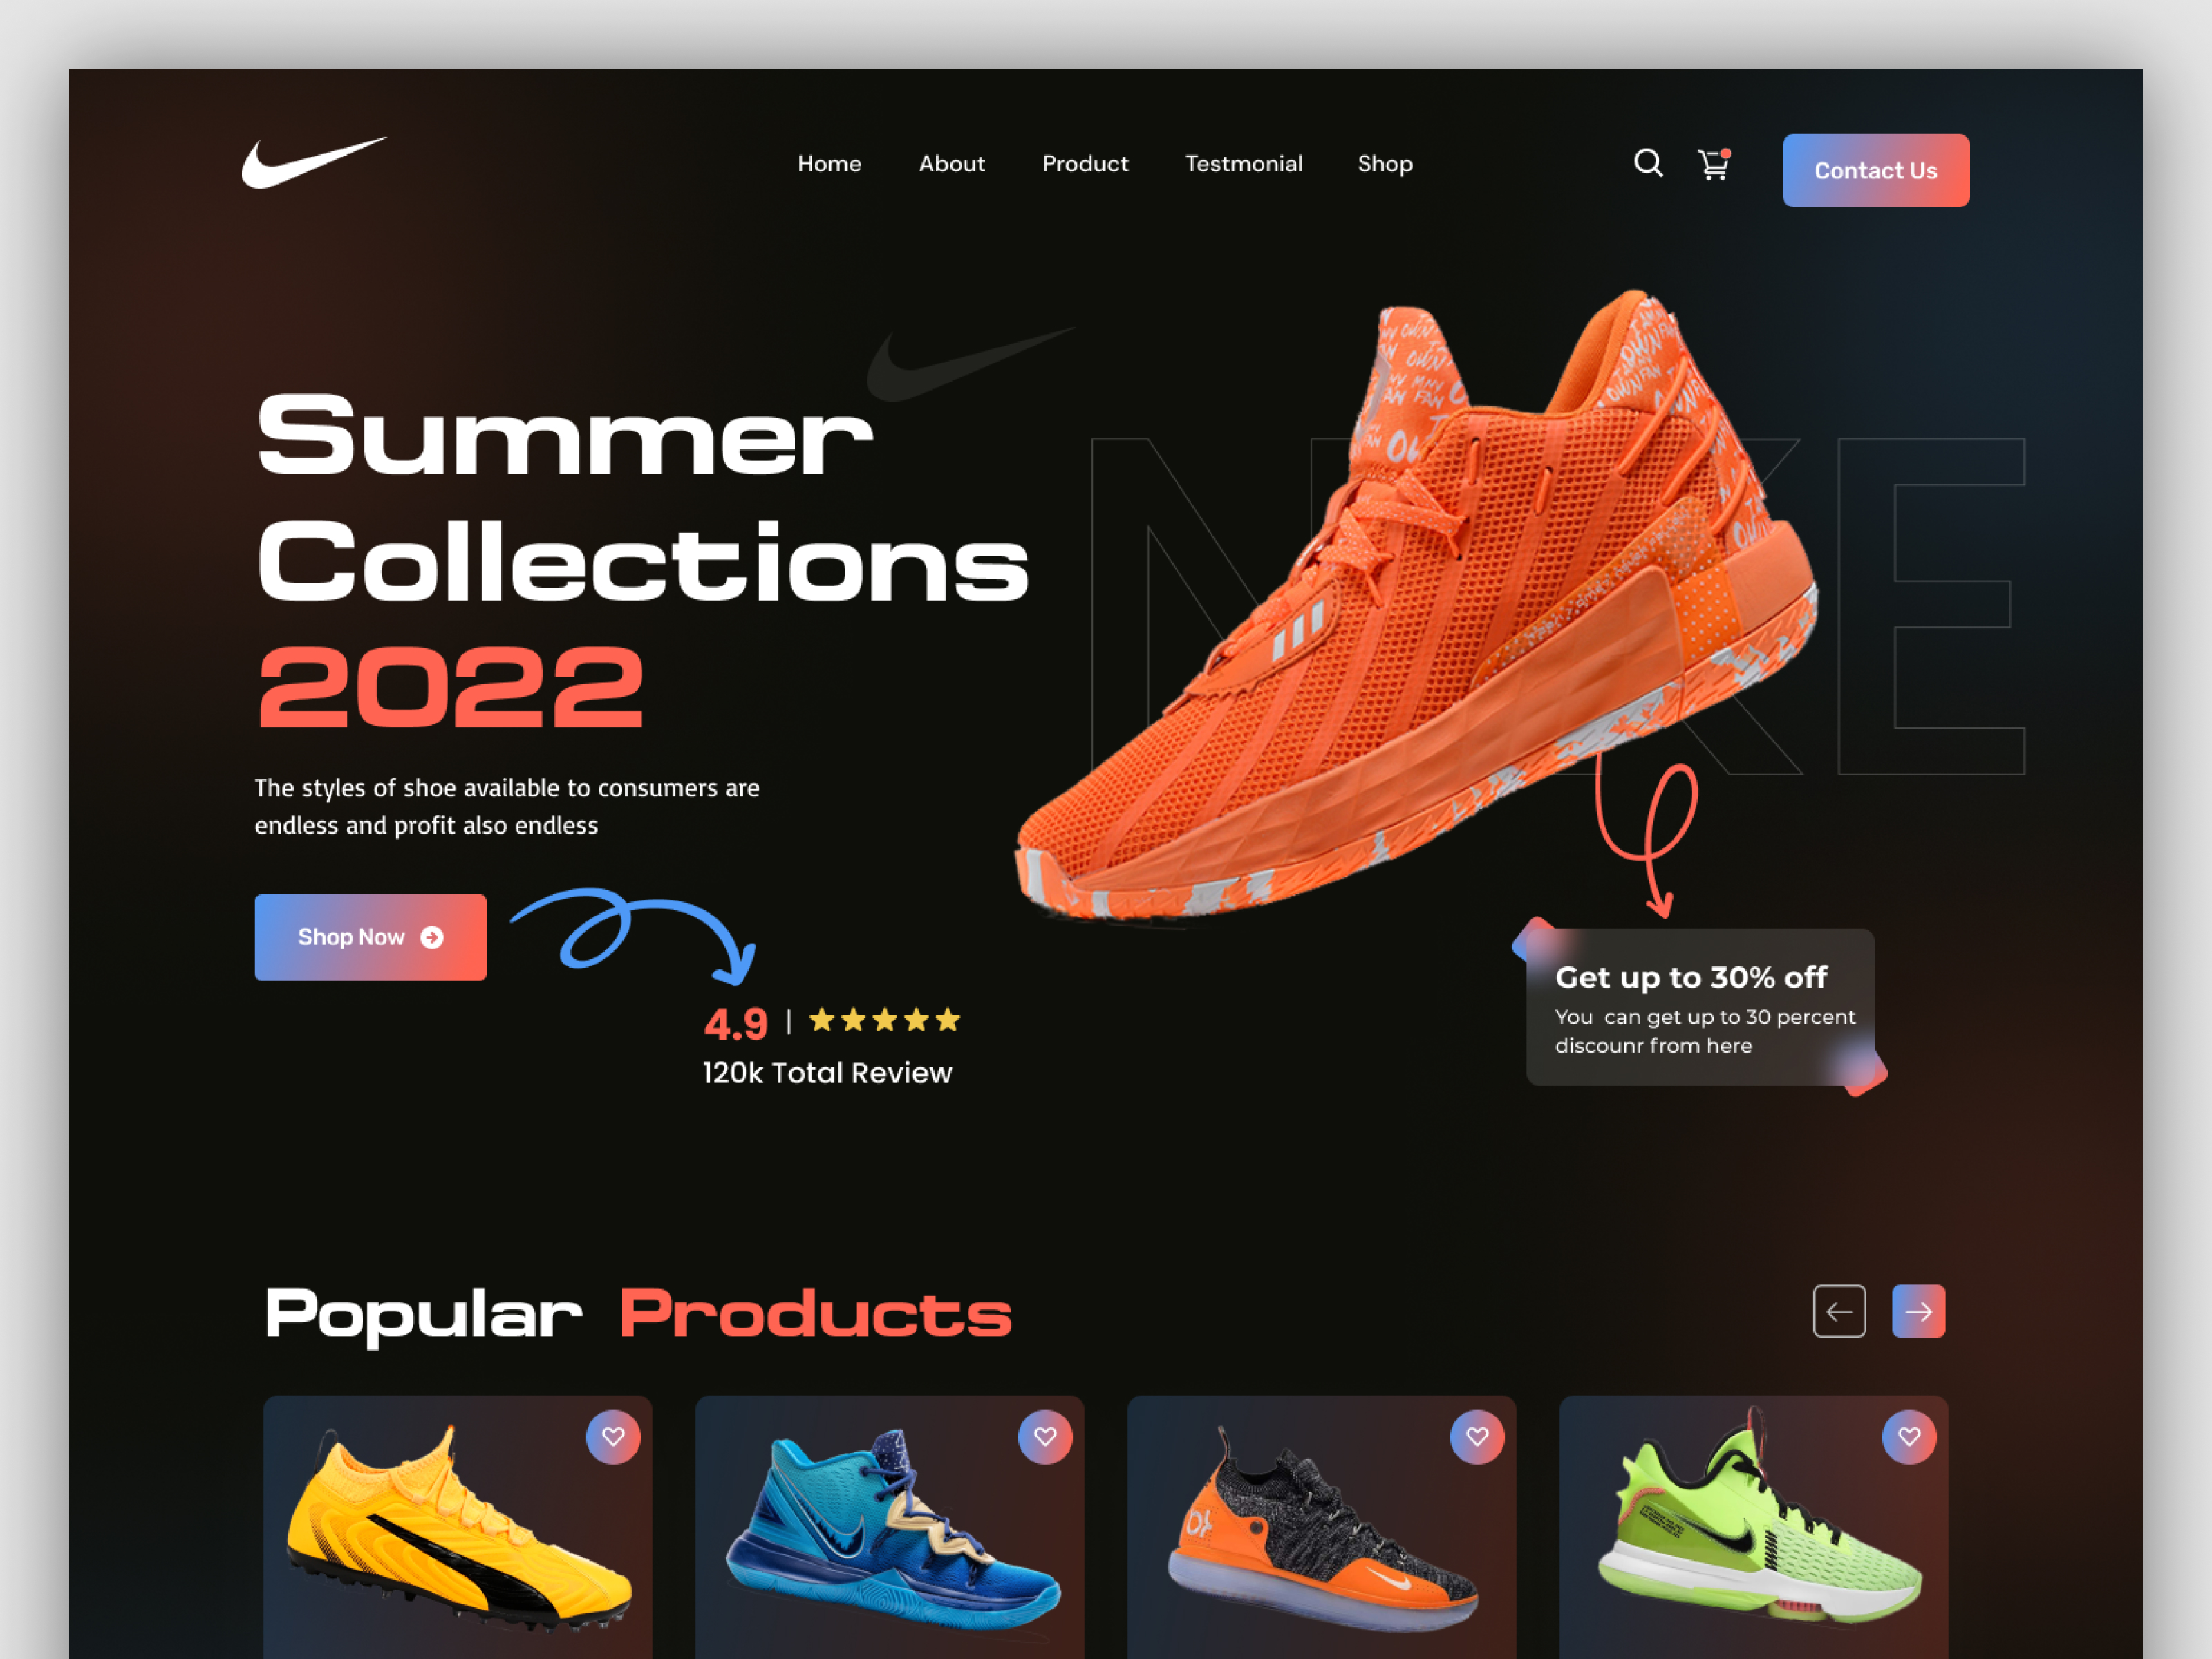 Home About Product Testmonial Shop
Contact Us
Summer
Collections
2022
NIKE
The styles of shoe available to consumers are
endless and profit also endless
Shop Now
4.9 |
120k Total Review
Get up to 30% off
You can get up to 30 percent
discounr from here
Popular Products